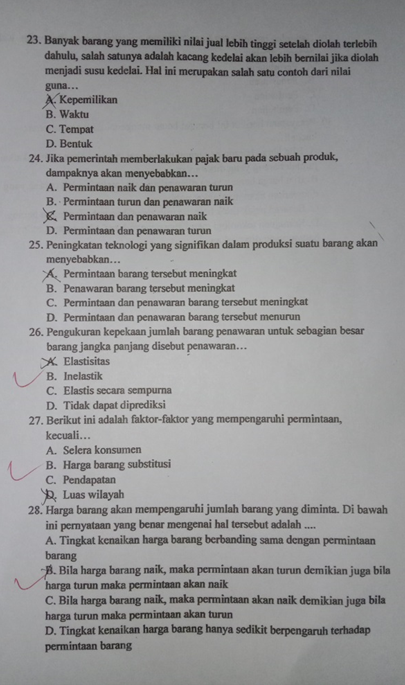 23. Banyak barang yang memiliki nilai jual lebih tinggi setelah diolah terlebih
dahulu, salah satunya adalah kacang kedelai akan lebih bernilai jika diolah
menjadi susu kedelai. Hal ini merupakan salah satu contoh dari nilai
guna…
A. Kepemilikan
B. Waktu
C. Tempat
D. Bentuk
24. Jika pemerintah memberlakukan pajak baru pada sebuah produk,
dampaknya akan menyebabkan…
A. Permintaan naik dan penawaran turun
B. Permintaan turun dan penawaran naik
C. Permintaan dan penawaran naik
D. Permintaan dan penawaran turun
25. Peningkatan teknologi yang signifikan dalam produksi suatu barang akan
menyebabkan…
A. Permintaan barang tersebut meningkat
B. Penawaran barang tersebut meningkat
C. Permintaan dan penawaran barang tersebut meningkat
D. Permintaan dan penawaran barang tersebut menurun
26. Pengukuran kepekaan jumlah barang penawaran untuk sebagian besar
barang jangka panjang disebut penawaran…
A. Elastisitas
B. Inelastik
C. Elastis secara sempurna
D. Tidak dapat diprediksi
27. Berikut ini adalah faktor-faktor yang mempengaruhi permintaan,
kecuali…
A. Selera konsumen
B. Harga barang substitusi
C. Pendapatan
D. Luas wilayah
28. Harga barang akan mempengaruhi jumlah barang yang diminta. Di bawah
ini pernyataan yang benar mengenai hal tersebut adalah ....
A. Tingkat kenaikan harga barang berbanding sama dengan permintaan
barang
B. Bila harga barang naik, maka permintaan akan turun demikian juga bila
harga turun maka permintaan akan naik
C. Bila harga barang naik, maka permintaan akan naik demikian juga bila
harga turun maka permintaan akan turun
D. Tingkat kenaikan harga barang hanya sedikit berpengaruh terhadap
permintaan barang